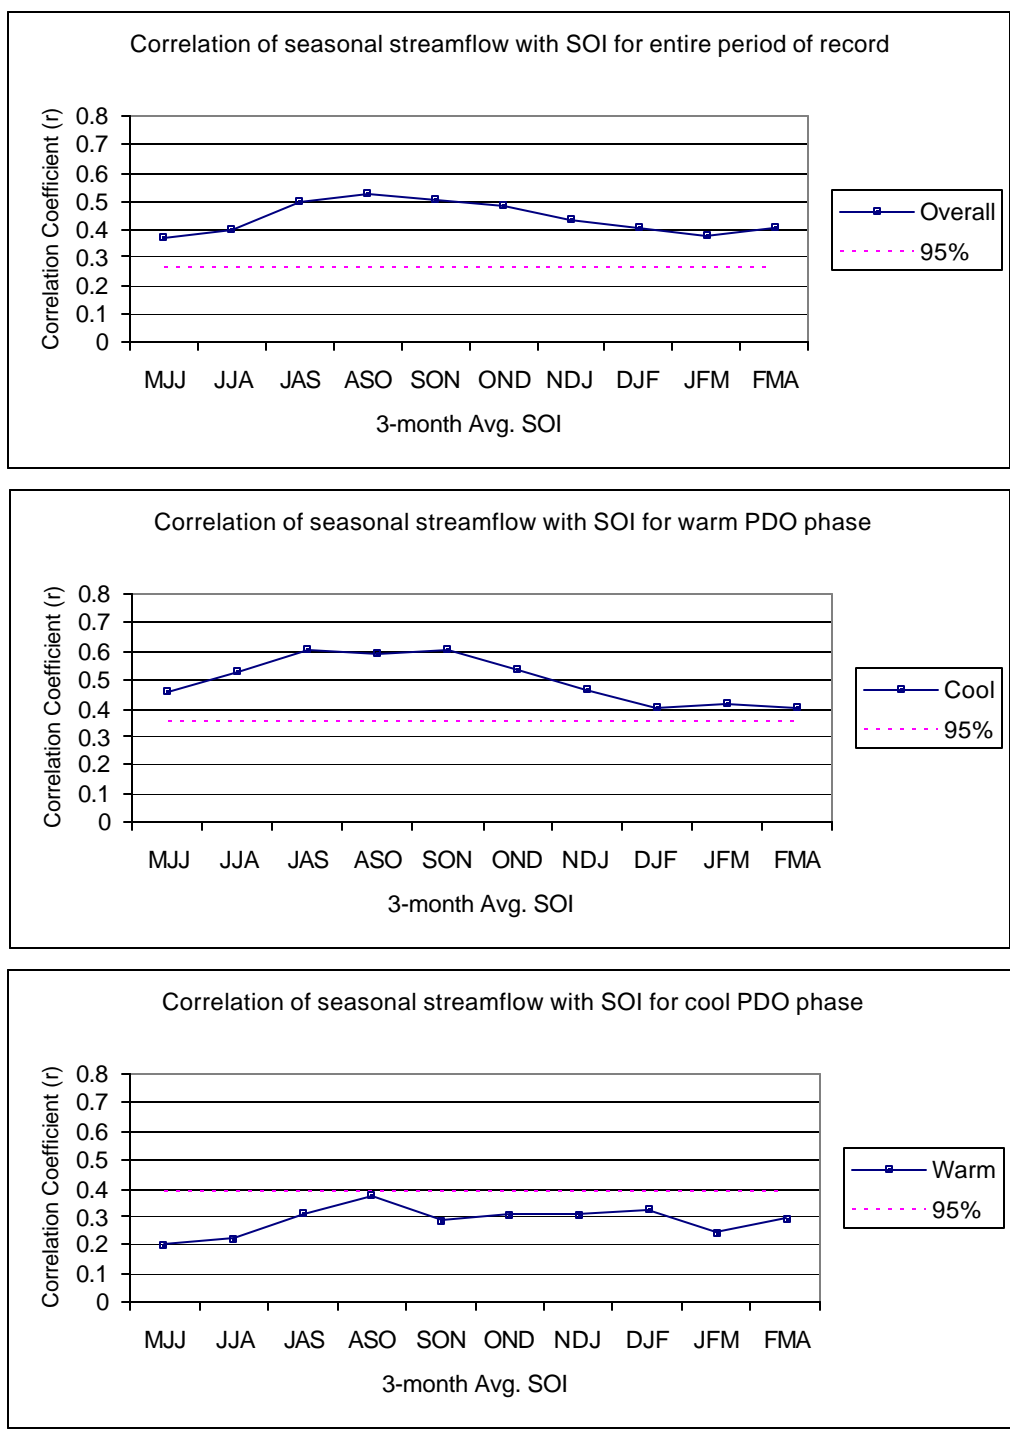 Correlation of seasonal streamflow with SOI for entire period of record
Correlation Coefficient (r)
0.8
0.7
0.6
0.5
0.4
0.3
0.2
0.1
0
MJJ JJA JAS ASO SON OND NDJ DJF JFM FMA
3-month Avg. SOI
Overall
95%
Correlation of seasonal streamflow with SOI for warm PDO phase
Correlation Coefficient (r)
0.8
0.7
0.6
0.5
0.4
0.3
0.2
0.1
0
MJJ JJA JAS ASO SON OND NDJ DJF JFM FMA
3-month Avg. SOI
Cool
95%
Correlation of seasonal streamflow with SOI for cool PDO phase
Correlation Coefficient (r)
0.8
0.7
0.6
0.5
0.4
0.3
0.2
0.1
0
MJJ JJA JAS ASO SON OND NDJ DJF JFM FMA
3-month Avg. SOI
Warm
95%